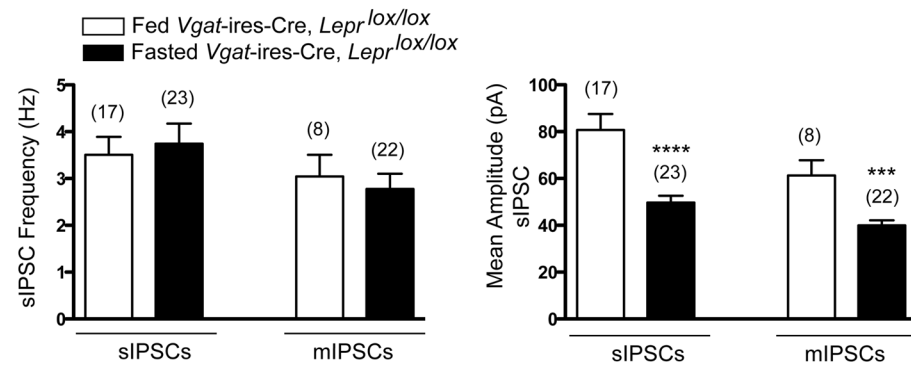 Fed Vgat-ires-Cre, Lepr lox/lox
Fasted Vgat-ires-Cre, Lepr lox/lox
sIPSC Frequency (Hz)
5
4
3
2
1
0
(17)
(23)
(8)
(22)
sIPSCs
mIPSCs
Mean Amplitude (pA)
sIPSC
100
80
60
40
20
0
(17)
****
(23)
(8)
***
(22)
sIPSCs
mIPSCs